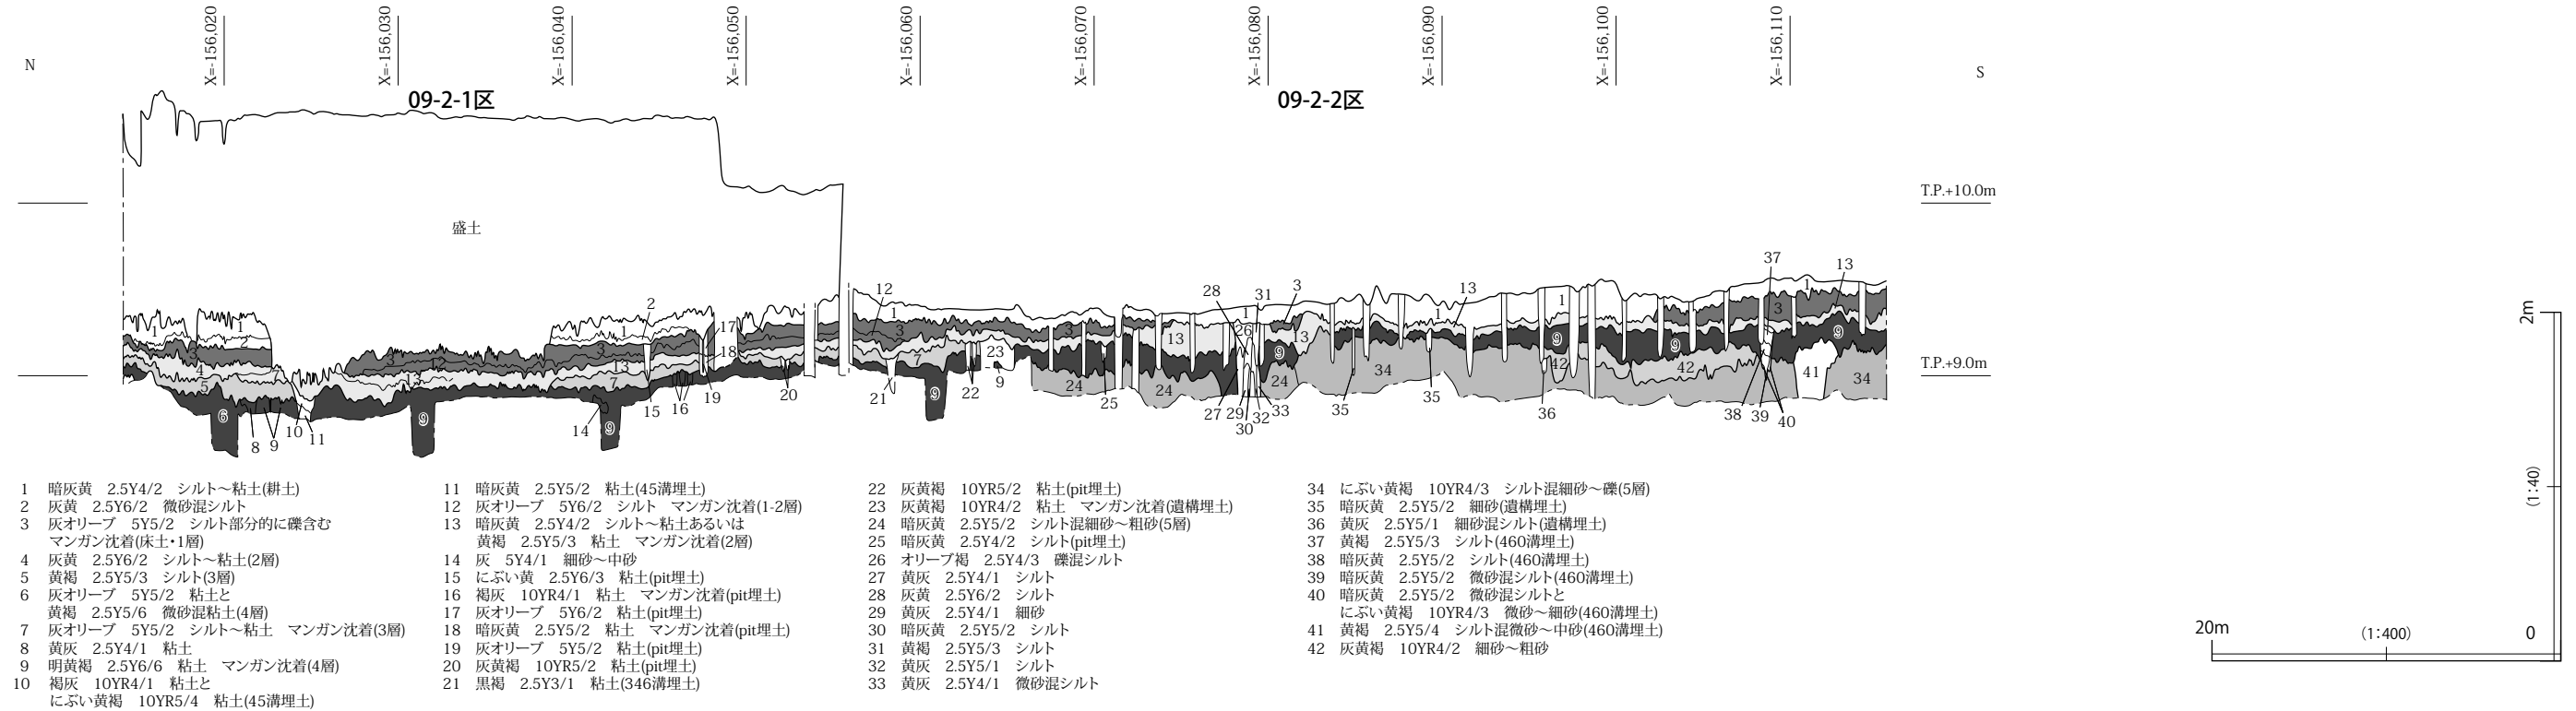 X=-156,020
X=-156,030
X=-156,040
X=-156,050
X=-156,060
X=-156,070
X=-156,080
X=-156,090
X=-156,100
X=-156,110
N
S
09-2-1区
09-2-2区
T.P.+10.0m
盛土
T.P.+9.0m
2m
(1:40)
20m
(1:400)
0
1 暗灰黄 2.5Y4/2 シルト～粘土(耕土)
2 灰黄 2.5Y6/2 微砂混シルト
3 灰オリーブ 5Y5/2 シルト部分的に礫含む
マンガン沈着(床土・1層)
4 灰黄 2.5Y6/2 シルト～粘土(2層)
5 黄褐 2.5Y5/3 シルト(3層)
6 灰オリーブ 5Y5/2 粘土と
黄褐 2.5Y5/6 微砂混粘土(4層)
7 灰オリーブ 5Y5/2 シルト～粘土 マンガン沈着(3層)
8 黄灰 2.5Y4/1 粘土
9 明黄褐 2.5Y6/6 粘土 マンガン沈着(4層)
10 褐灰 10YR4/1 粘土と
にぶい黄褐 10YR5/4 粘土(45溝埋土)
11 暗灰黄 2.5Y5/2 粘土(45溝埋土)
12 灰オリーブ 5Y6/2 シルト マンガン沈着(1-2層)
13 暗灰黄 2.5Y4/2 シルト～粘土あるいは
黄褐 2.5Y5/3 粘土 マンガン沈着(2層)
14 灰 5Y4/1 細砂～中砂
15 にぶい黄 2.5Y6/3 粘土(pit埋土)
16 褐灰 10YR4/1 粘土 マンガン沈着(pit埋土)
17 灰オリーブ 5Y6/2 粘土(pit埋土)
18 暗灰黄 2.5Y5/2 粘土 マンガン沈着(pit埋土)
19 灰オリーブ 5Y5/2 粘土(pit埋土)
20 灰黄褐 10YR5/2 粘土(pit埋土)
21 黒褐 2.5Y3/1 粘土(346溝埋土)
22 灰黄褐 10YR5/2 粘土(pit埋土)
23 灰黄褐 10YR4/2 粘土 マンガン沈着(遺構埋土)
24 暗灰黄 2.5Y5/2 シルト混細砂～粗砂(5層)
25 暗灰黄 2.5Y4/2 シルト(pit埋土)
26 オリーブ褐 2.5Y4/3 礫混シルト
27 黄灰 2.5Y4/1 シルト
28 灰黄 2.5Y6/2 シルト
29 黄灰 2.5Y4/1 細砂
30 暗灰黄 2.5Y5/2 シルト
31 黄褐 2.5Y5/3 シルト
32 黄灰 2.5Y5/1 シルト
33 黄灰 2.5Y4/1 微砂混シルト
34 にぶい黄褐 10YR4/3 シルト混細砂～礫(5層)
35 暗灰黄 2.5Y5/2 細砂(遺構埋土)
36 黄灰 2.5Y5/1 細砂混シルト(遺構埋土)
37 黄褐 2.5Y5/3 シルト(460溝埋土)
38 暗灰黄 2.5Y5/2 シルト(460溝埋土)
39 暗灰黄 2.5Y5/2 微砂混シルト(460溝埋土)
40 暗灰黄 2.5Y5/2 微砂混シルトと
にぶい黄褐 10YR4/3 微砂～細砂(460溝埋土)
41 黄褐 2.5Y5/4 シルト混微砂～中砂(460溝埋土)
42 灰黄褐 10YR4/2 細砂～粗砂